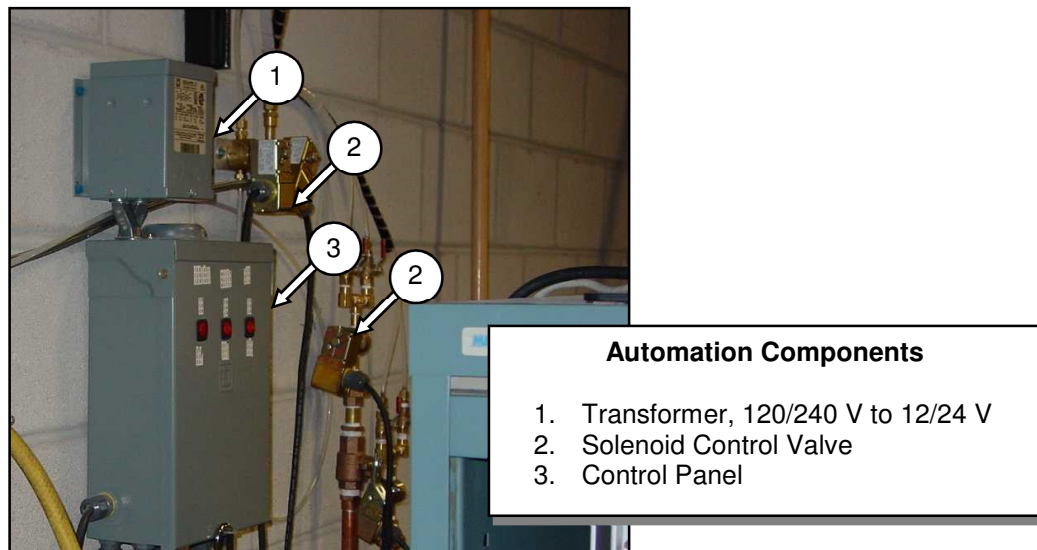 1
2
3
2
Automation Components
1. Transformer, 120/240 V to 12/24 V
2. Solenoid Control Valve
3. Control Panel